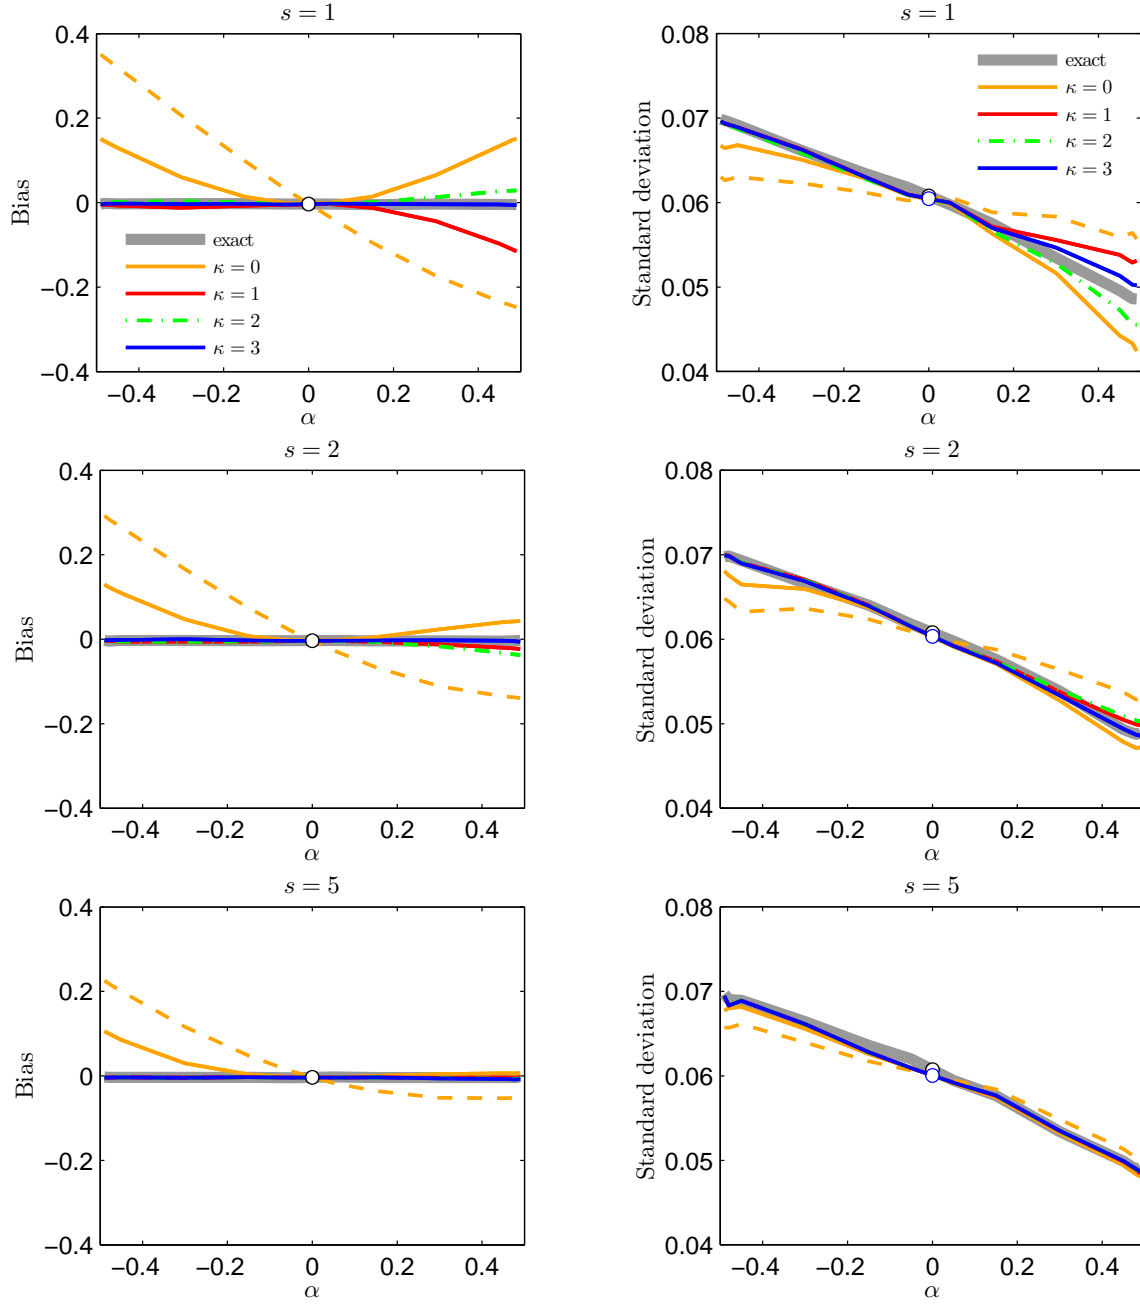 s = 1
0.4
0.2
0
−0.2
−0.4
Bias
exact
κ = 0
κ = 1
κ = 2
κ = 3
−0.4 −0.2 0 0.2 0.4
α
s = 1
0.08
0.07
0.06
0.05
0.04
Standard deviation
exact
κ = 0
κ = 1
κ = 2
κ = 3
−0.4 −0.2 0 0.2 0.4
α
s = 2
0.4
0.2
0
−0.2
−0.4
Bias
−0.4 −0.2 0 0.2 0.4
α
s = 2
0.08
0.07
0.06
0.05
0.04
Standard deviation
−0.4 −0.2 0 0.2 0.4
α
s = 5
0.4
0.2
0
−0.2
−0.4
Bias
−0.4 −0.2 0 0.2 0.4
α
s = 5
0.08
0.07
0.06
0.05
0.04
Standard deviation
−0.4 −0.2 0 0.2 0.4
α